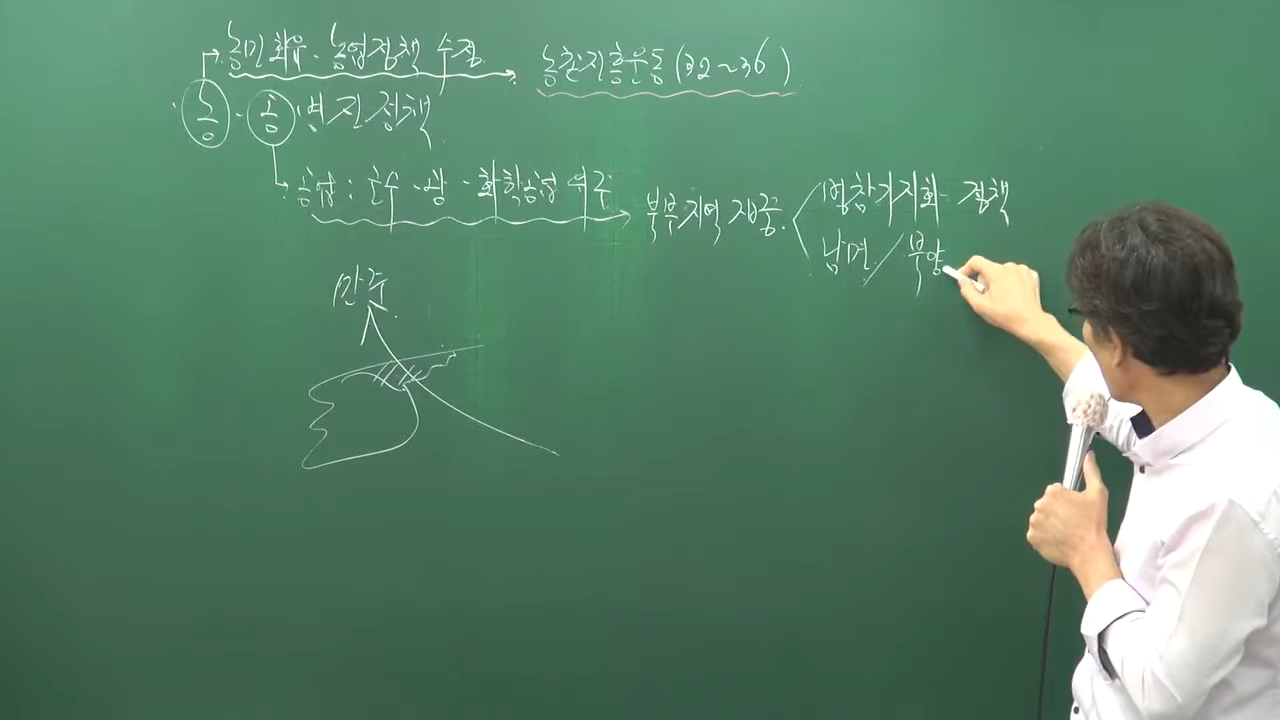 농민회유·농업정책 수정 → 농촌진흥운동(32~36)
농·공 병진정책
공업: 군수 - 화학공업 위주 → 북부지역 집중
병참기지화 정책
남면/북양
만주